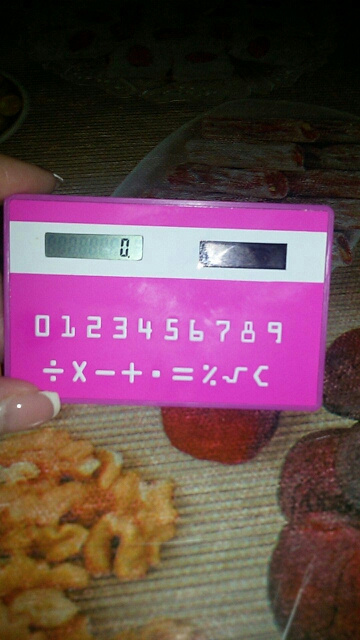 0.
0 1 2 3 4 5 6 7 8 9
÷ X − + · = % √ C